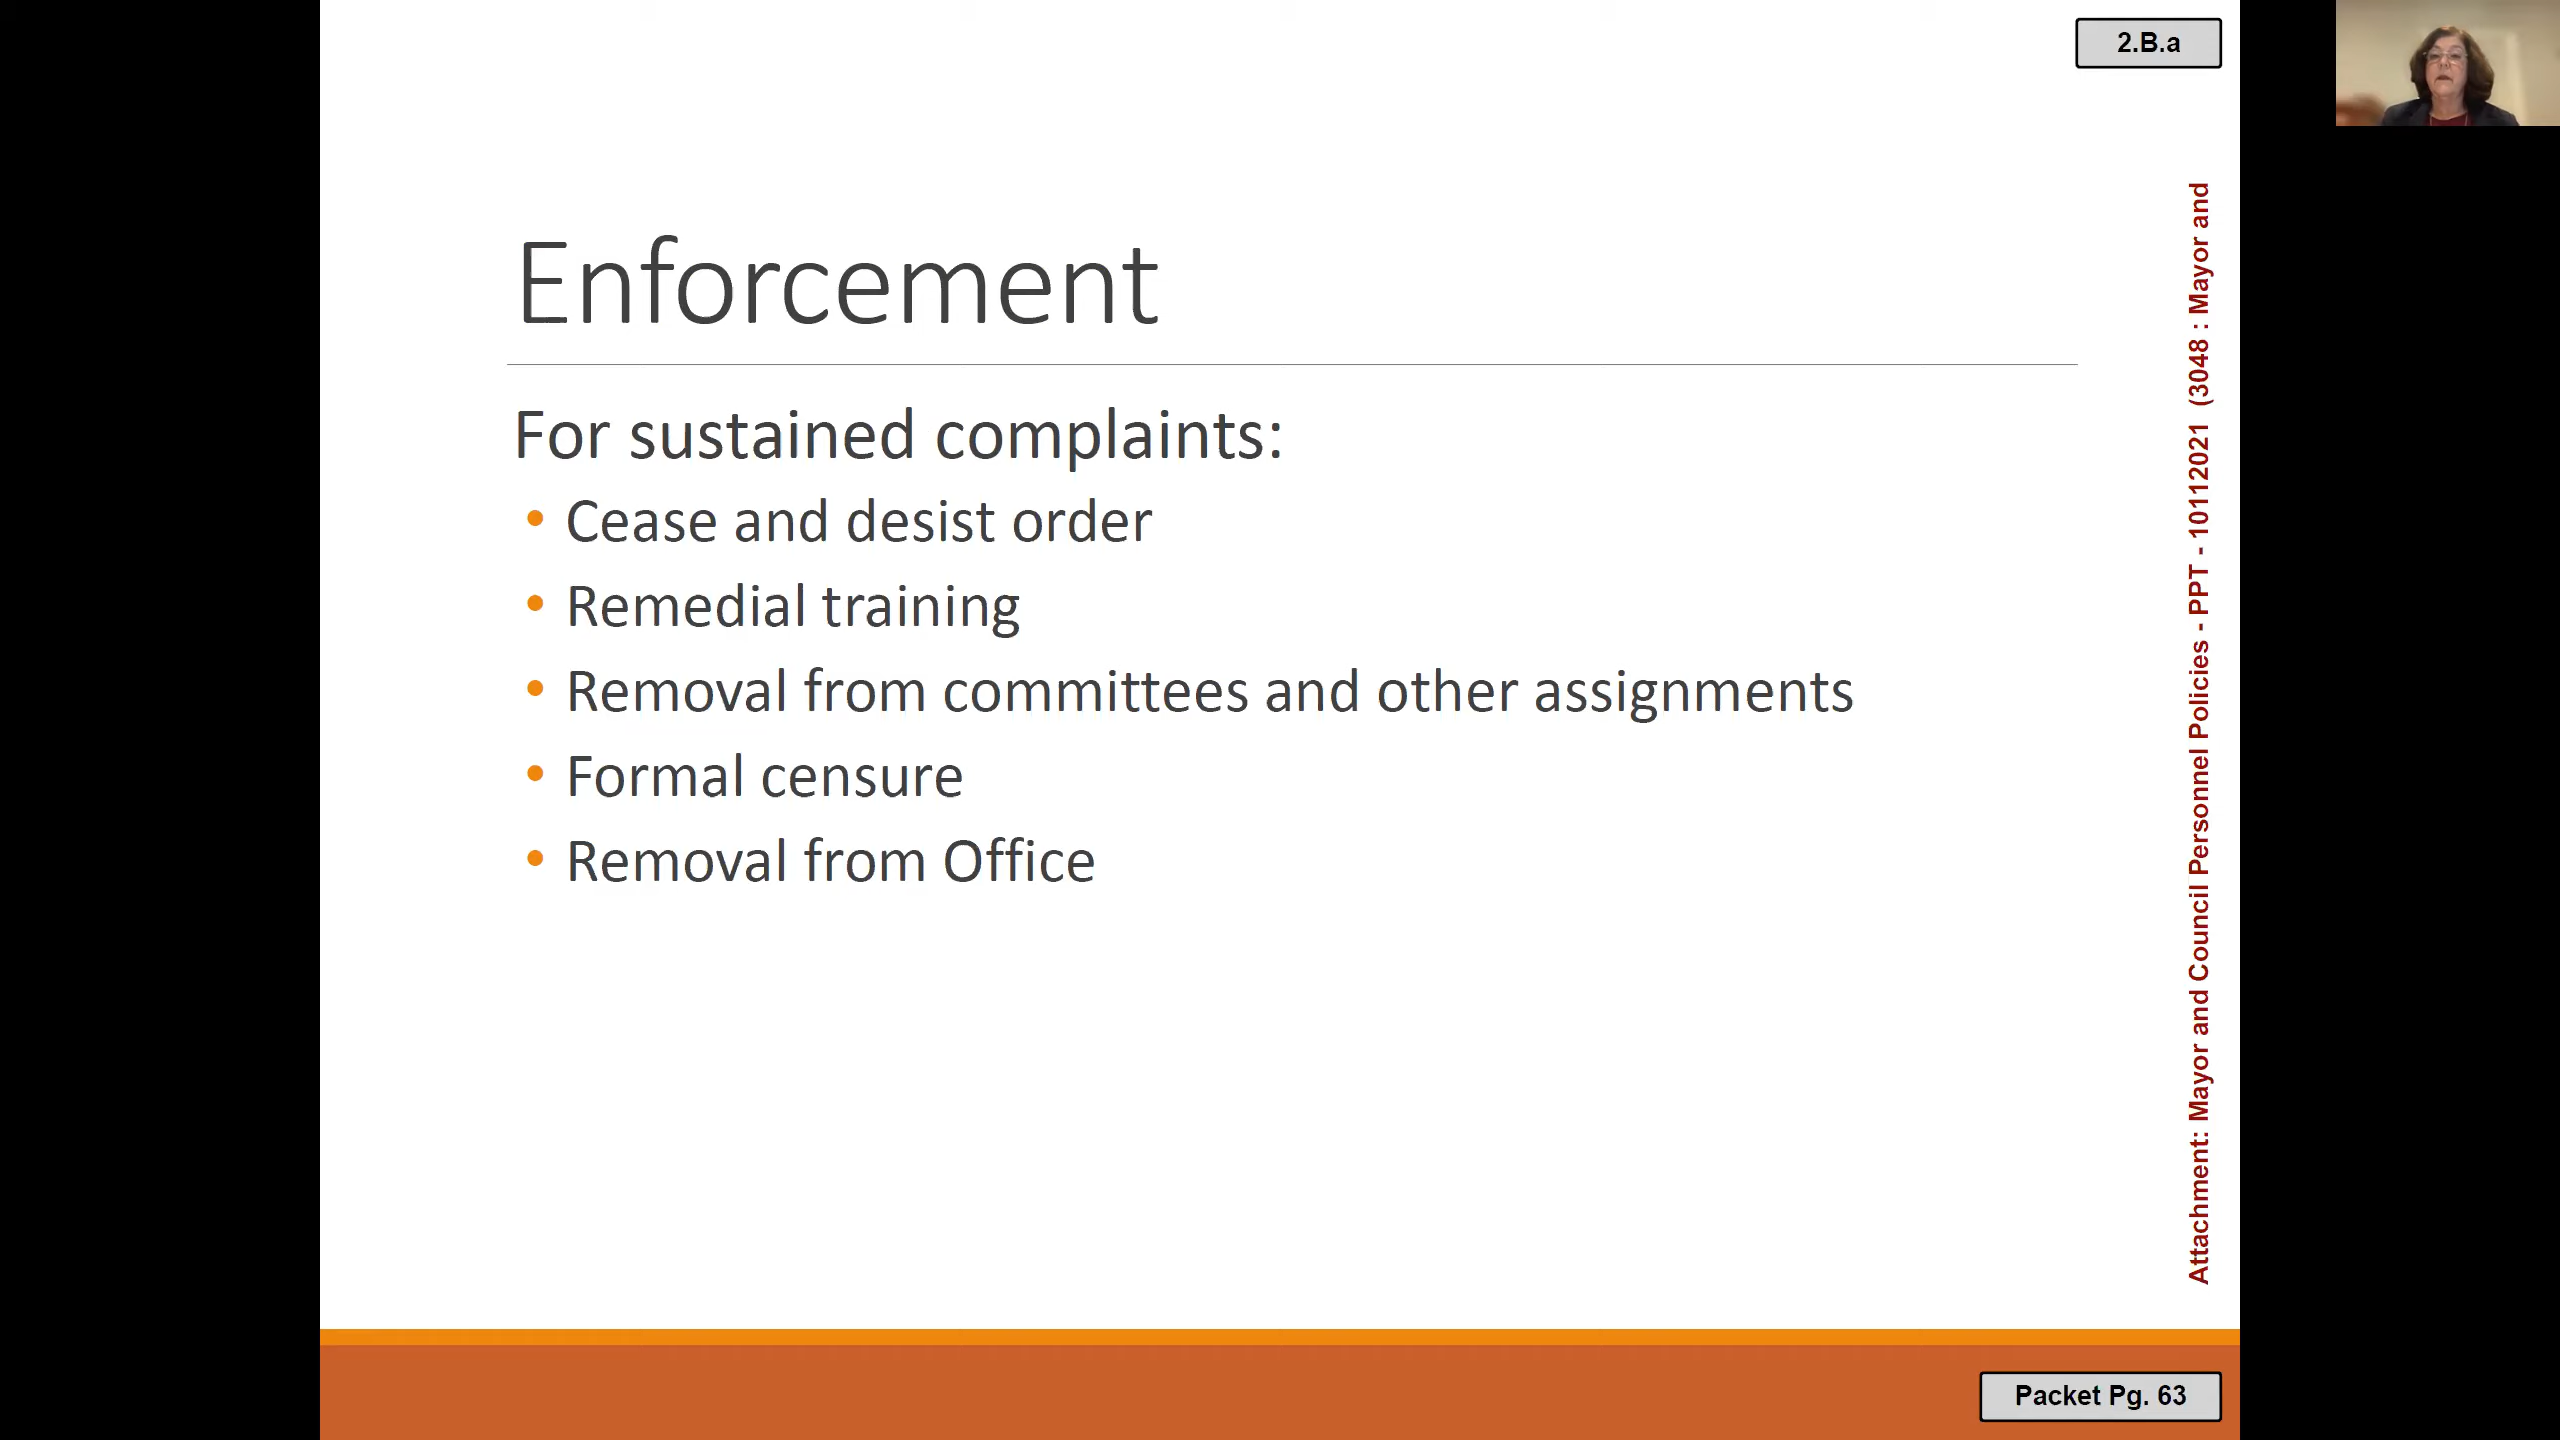 2.B.a
Enforcement
For sustained complaints:
• Cease and desist order
• Remedial training
• Removal from committees and other assignments
• Formal censure
• Removal from Office
Attachment: Mayor and Council Personnel Policies - PPT - 10112021 (3048 : Mayor and
Packet Pg. 63